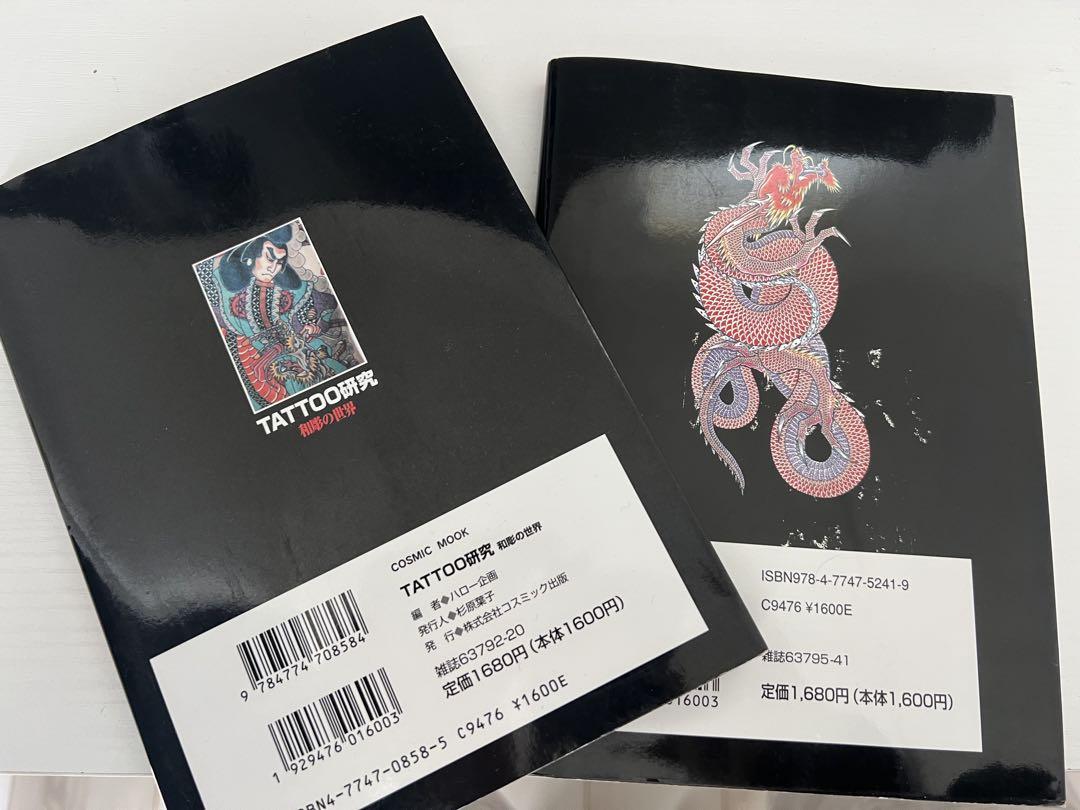 TATTOO研究
和彫の世界
COSMIC MOOK
TATTOO研究 和彫の世界
編 者◆ハロー企画
発行人◆杉原葉子
発 行◆株式会社コスミック出版
雑誌63792-20
定価1680円(本体1600円)
9 784774 708584
1 929476 016003
ISBN4-7747-0858-5 C9476 ¥1600E
ISBN978-4-7747-5241-9
C9476 ¥1600E
雑誌63795-41
定価1,680円(本体1,600円)
16003